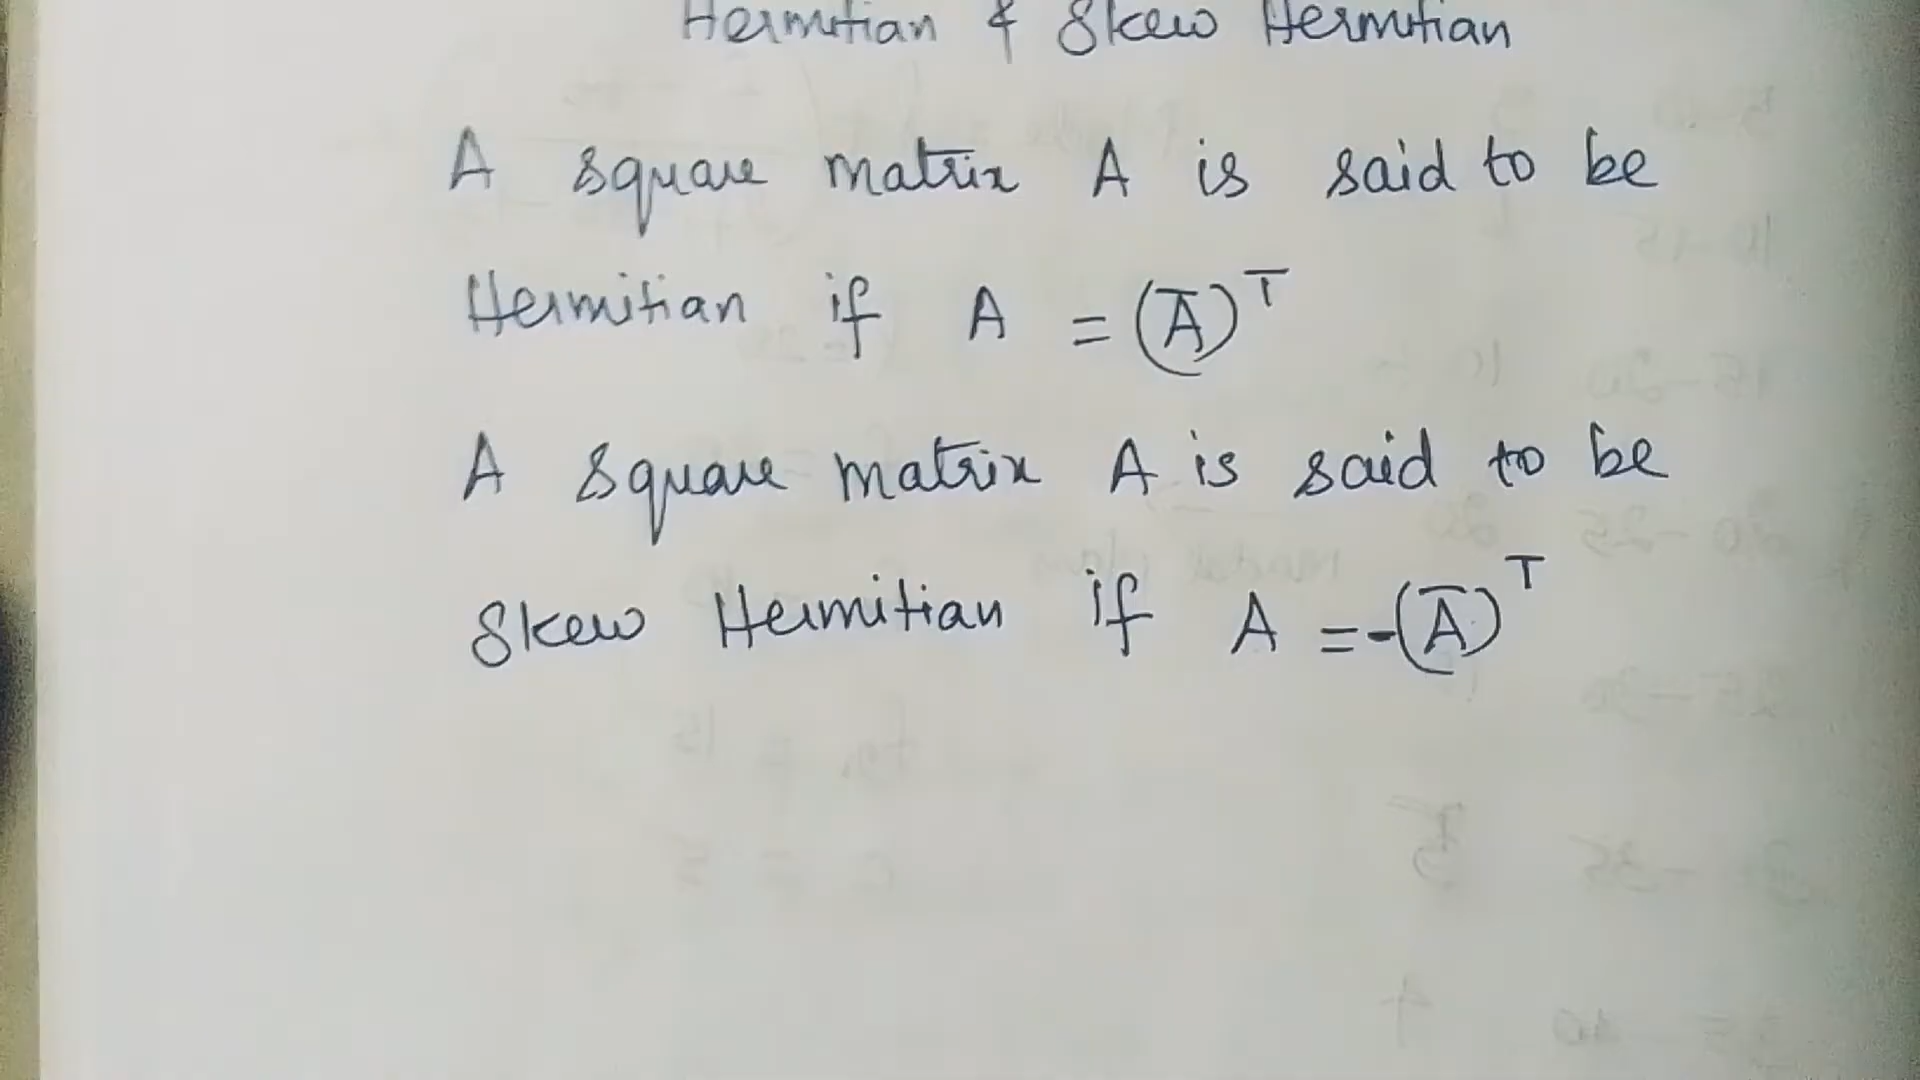 Hermitian & Skew Hermitian
A square matrix A is said to be
Hermitian if A = (A̅)ᵀ
A square matrix A is said to be
Skew Hermitian if A = -(A̅)ᵀ